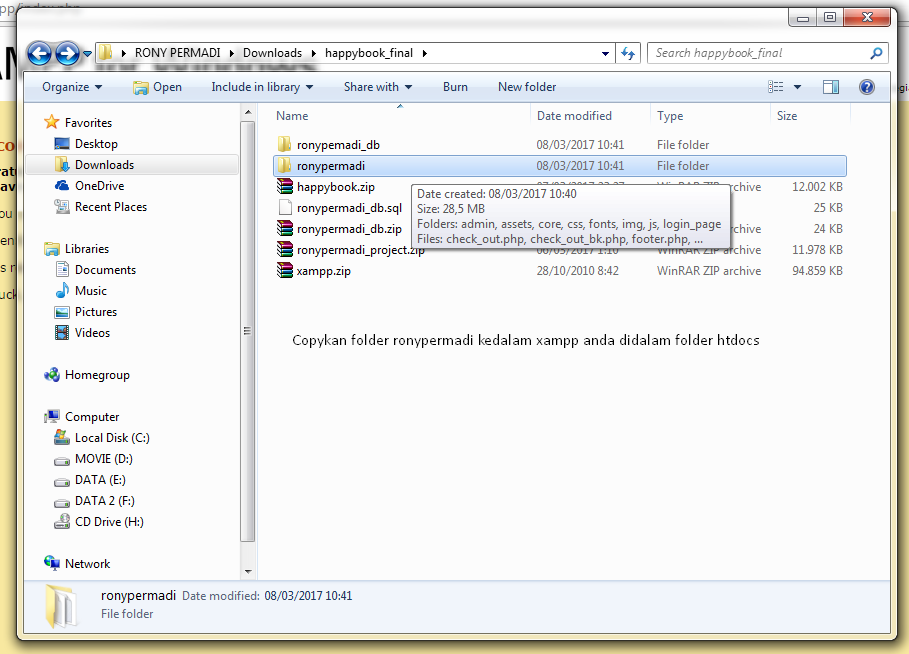 RONY PERMADI Downloads happybook_final
Search happybook_final
Organize Open Include in library Share with Burn New folder
Favorites
Desktop
Downloads
OneDrive
Recent Places
Libraries
Documents
Music
Pictures
Videos
Homegroup
Computer
Local Disk (C:)
MOVIE (D:)
DATA (E:)
DATA 2 (F:)
CD Drive (H:)
Network
Name Date modified Type Size
ronypemadi_db 08/03/2017 10:41 File folder
ronypermadi 08/03/2017 10:41 File folder
happybook.zip 12.002 KB
ronypermadi_db.sql 25 KB
ronypermadi_db.zip 24 KB
ronypermadi_project.zip WinRAR ZIP archive 11.978 KB
xampp.zip 28/10/2010 8:42 WinRAR ZIP archive 94.859 KB
Date created: 08/03/2017 10:40
Size: 28,5 MB
Folders: admin, assets, core, css, fonts, img, js, login_page
Files: check_out.php, check_out_bk.php, footer.php, ...
Copykan folder ronypermadi kedalam xampp anda didalam folder htdocs
ronypermadi Date modified: 08/03/2017 10:41
File folder